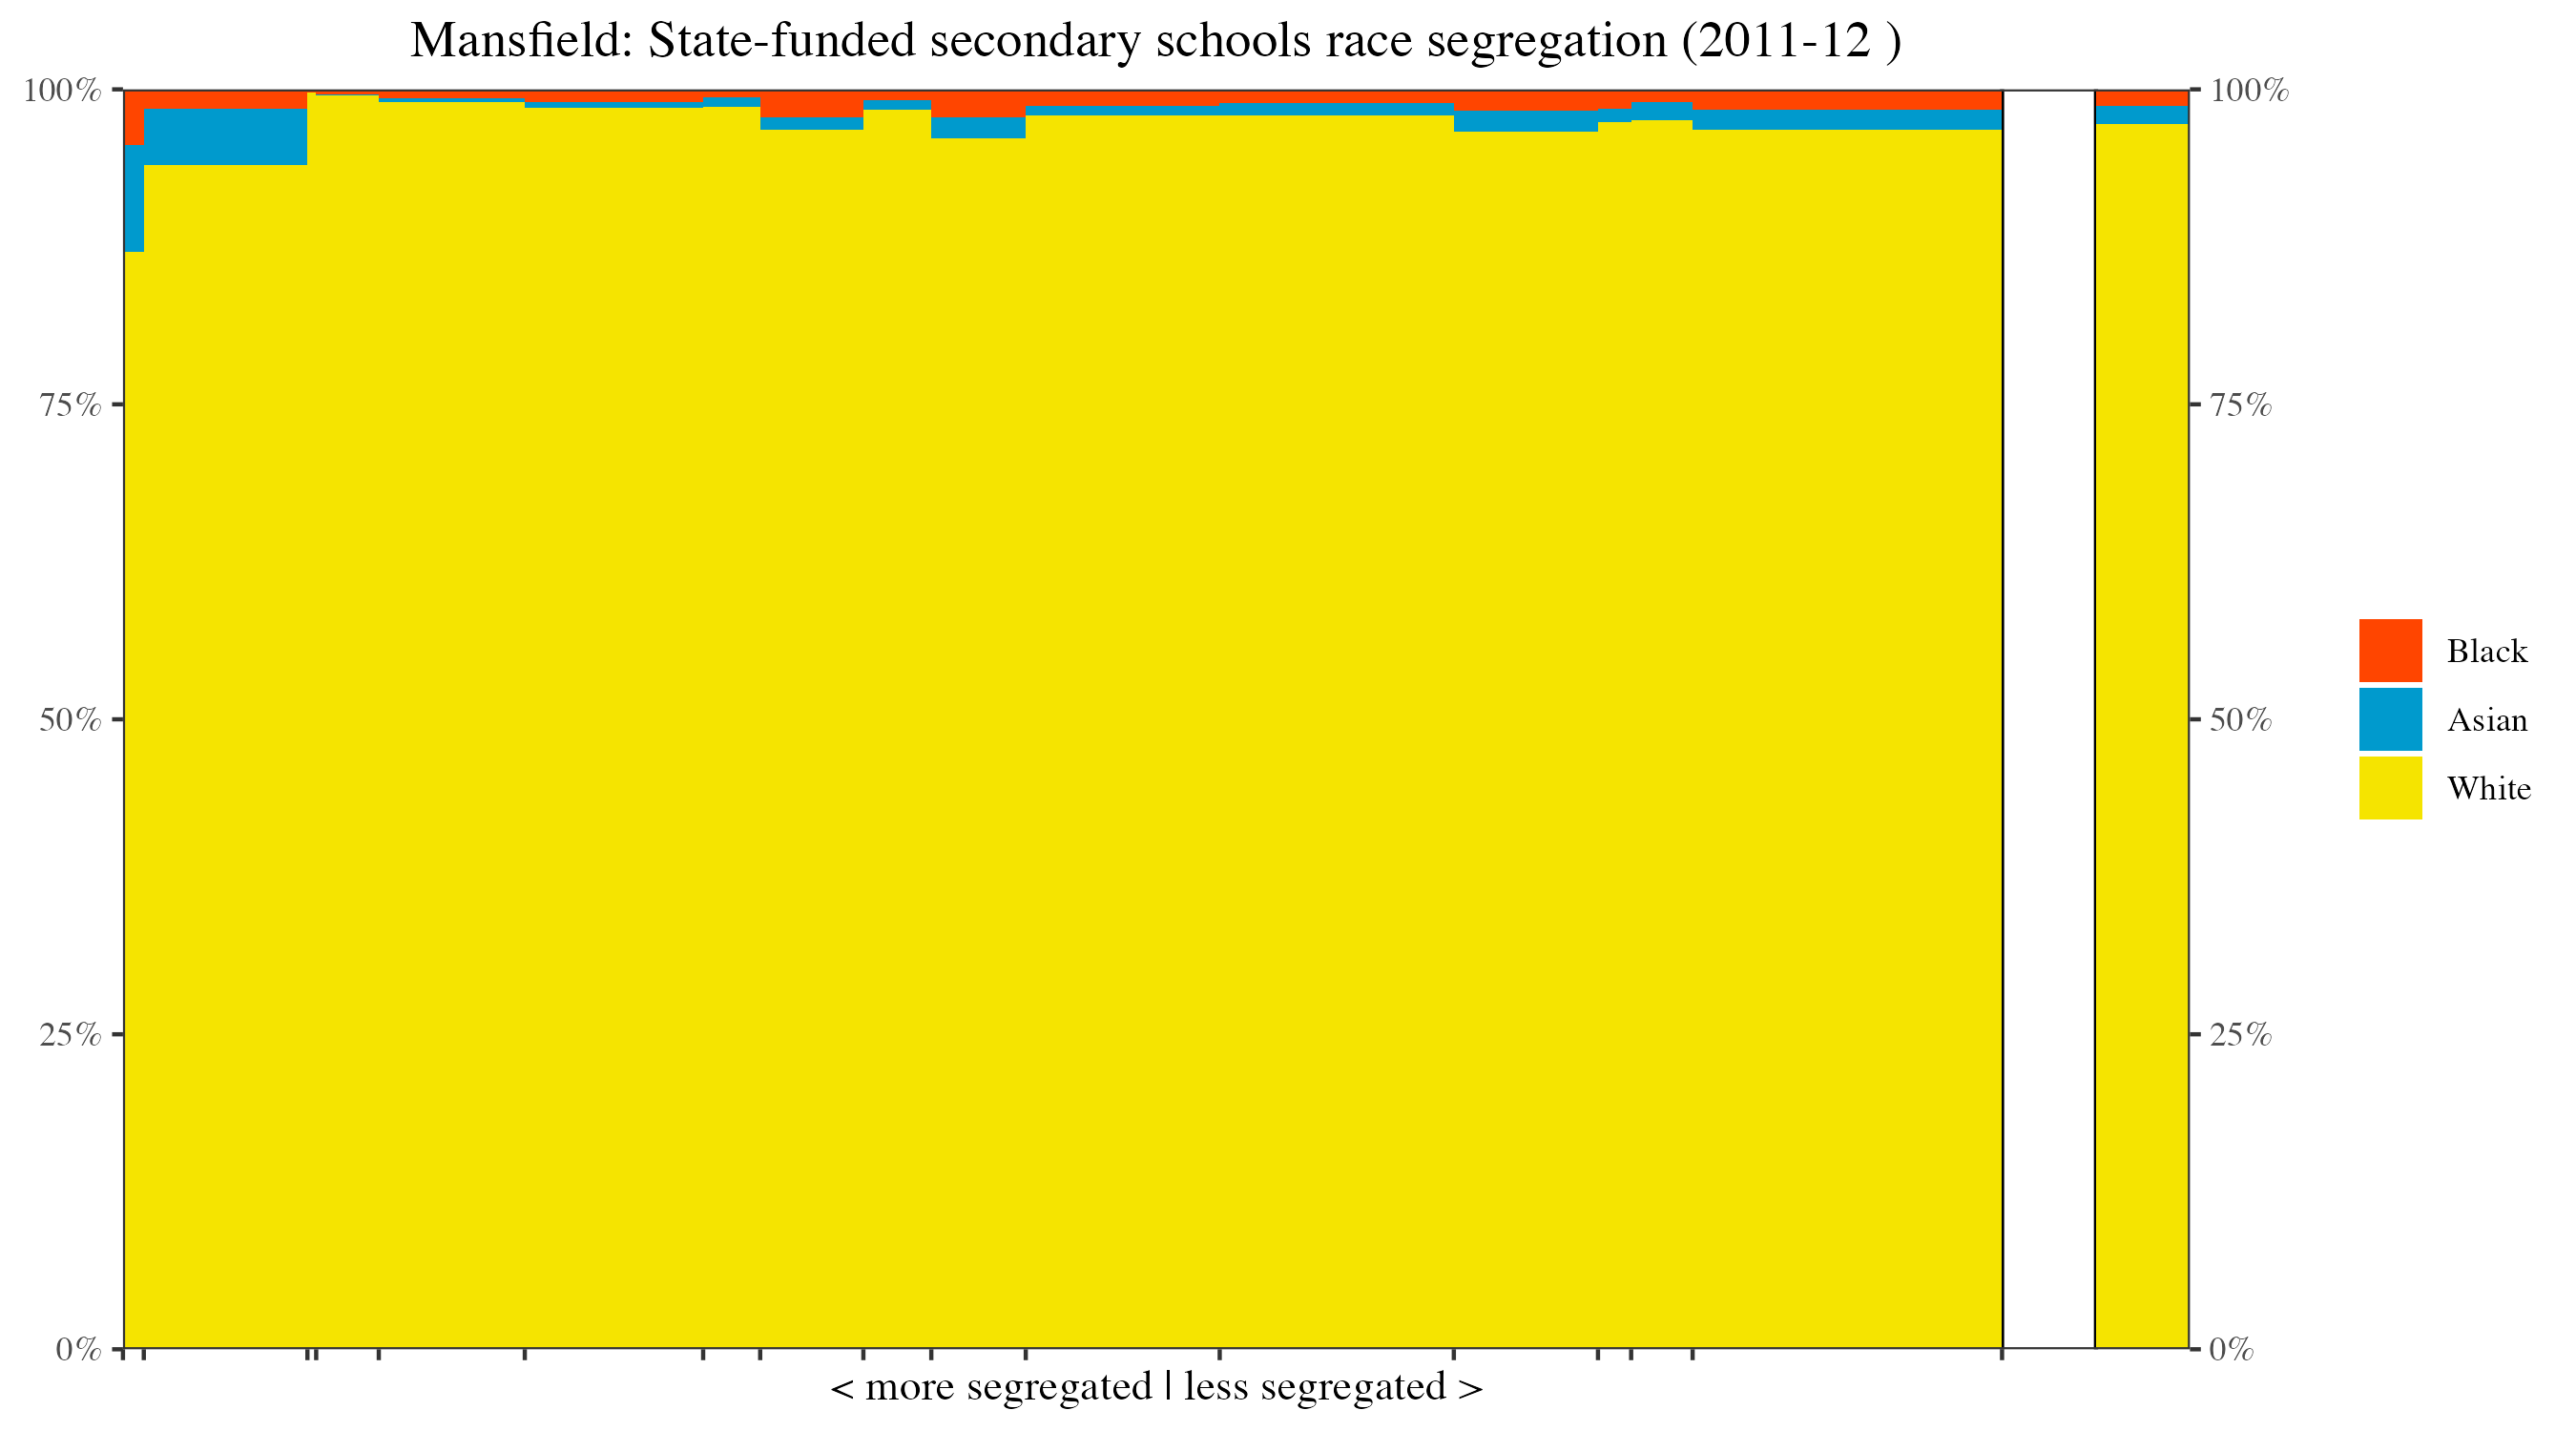 Mansfield: State-funded secondary schools race segregation (2011-12 )
100%
75%
50%
25%
0%
100%
75%
50%
25%
0%
< more segregated | less segregated >
Black
Asian
White